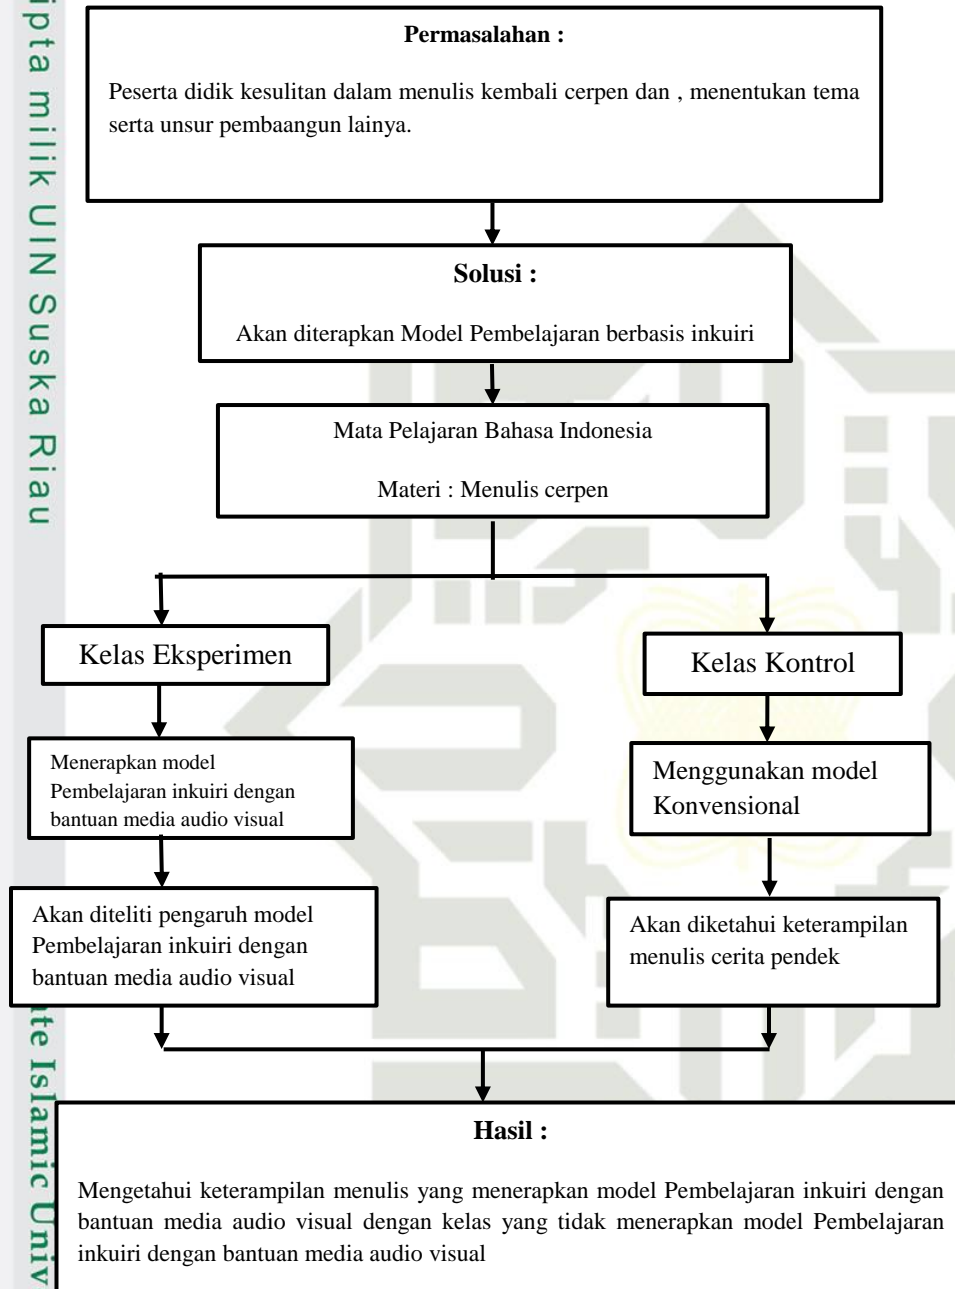 ipta milik UIN Suska Riau
Permasalahan :
Peserta didik kesulitan dalam menulis kembali cerpen dan , menentukan tema
serta unsur pembaangun lainya.
Solusi :
Akan diterapkan Model Pembelajaran berbasis inkuiri
Mata Pelajaran Bahasa Indonesia
Materi : Menulis cerpen
Kelas Eksperimen
Kelas Kontrol
Menerapkan model
Pembelajaran inkuiri dengan
bantuan media audio visual
Menggunakan model
Konvensional
Akan diteliti pengaruh model
Pembelajaran inkuiri dengan
bantuan media audio visual
Akan diketahui keterampilan
menulis cerita pendek
te Islamic Univ
Hasil :
Mengetahui keterampilan menulis yang menerapkan model Pembelajaran inkuiri dengan
bantuan media audio visual dengan kelas yang tidak menerapkan model Pembelajaran
inkuiri dengan bantuan media audio visual